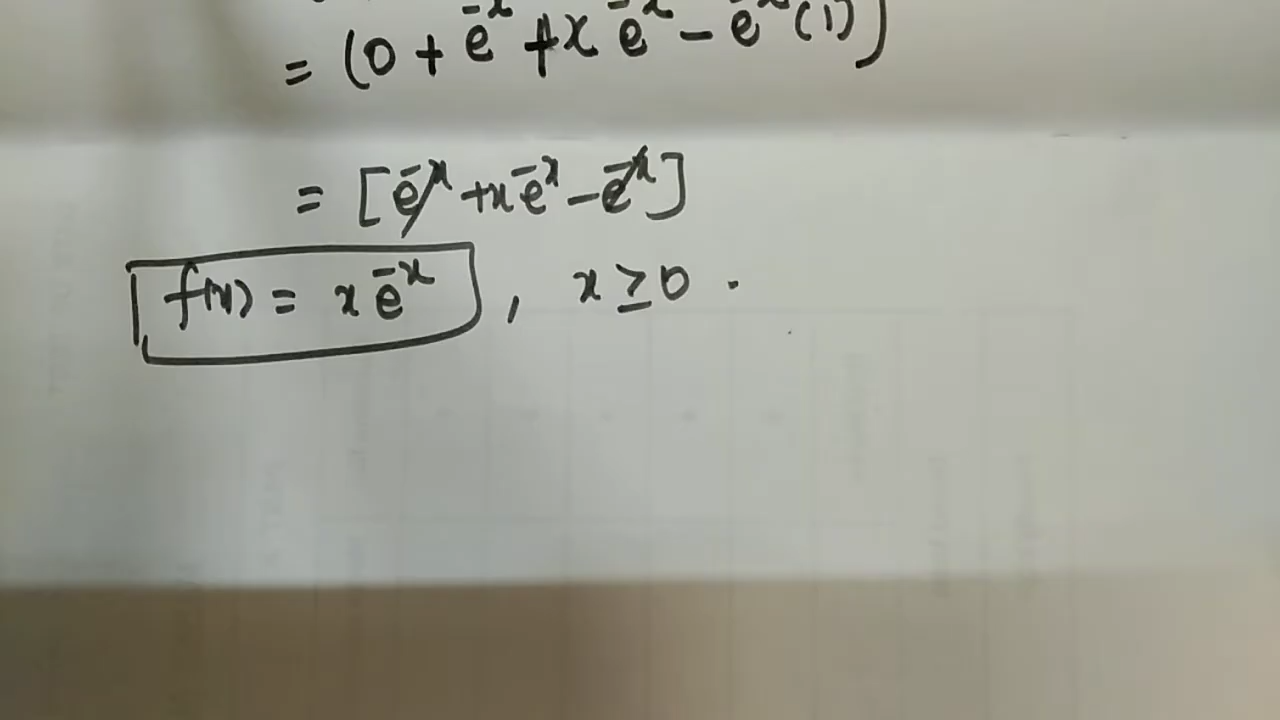 = (0 + e^-x + x e^-x - e^-x (1)]
= [e^-x + x e^-x - e^-x]
f(x) = x e^-x , x ≥ 0 .